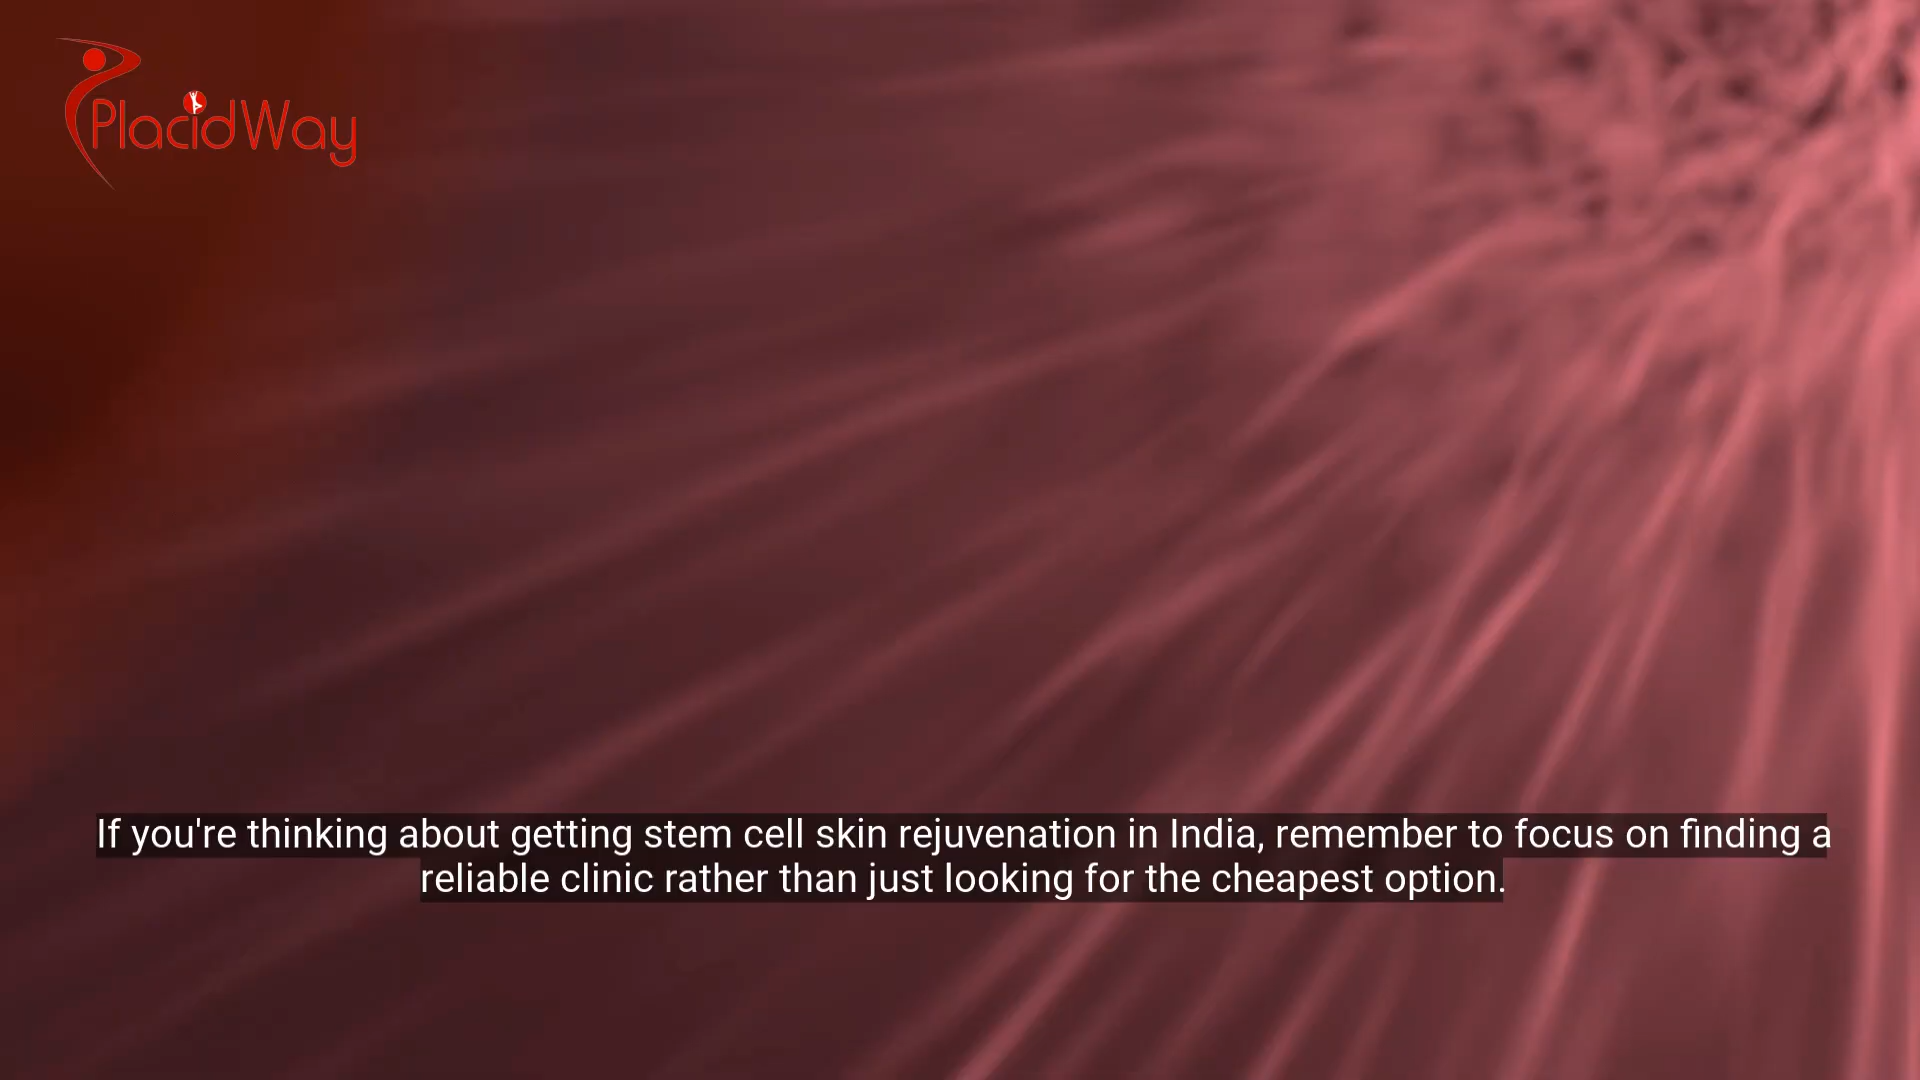 PlacidWay
If you're thinking about getting stem cell skin rejuvenation in India, remember to focus on finding a
reliable clinic rather than just looking for the cheapest option.